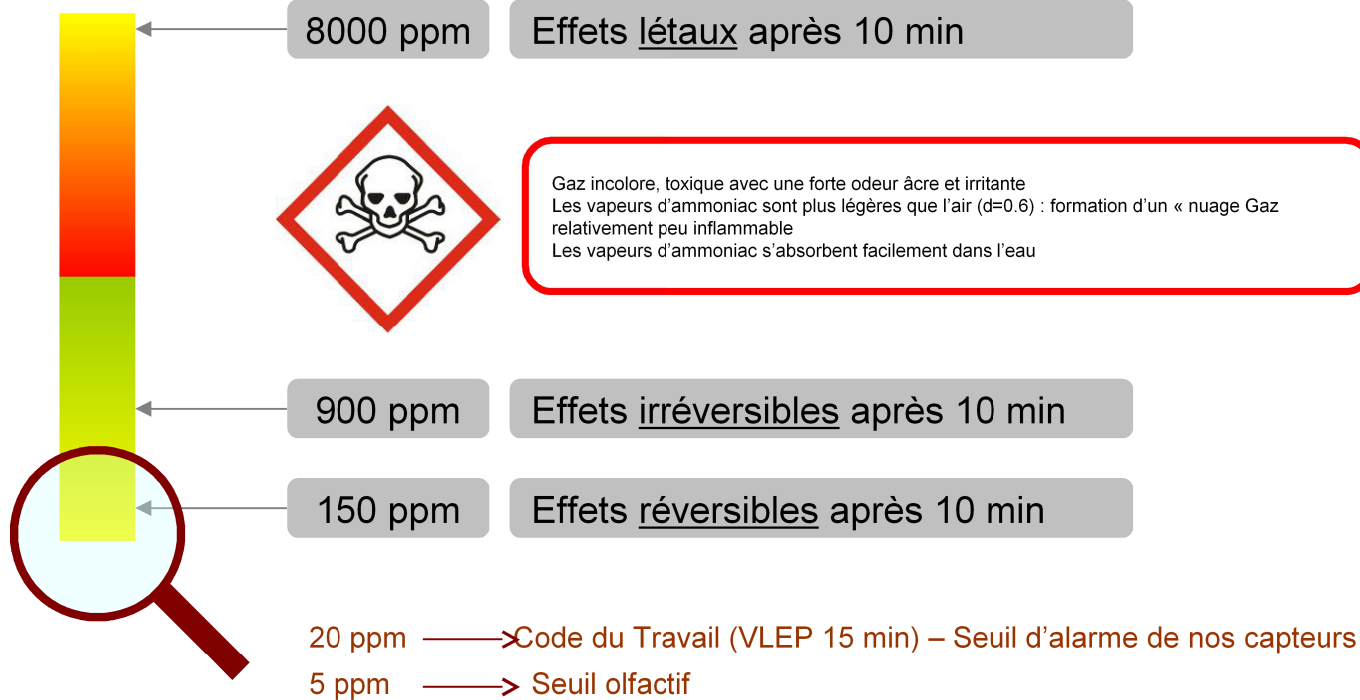 8000 ppm Effets létaux après 10 min
Gaz incolore, toxique avec une forte odeur âcre et irritante
Les vapeurs d'ammoniac sont plus légères que l'air (d=0.6) : formation d'un « nuage Gaz
relativement peu inflammable
Les vapeurs d'ammoniac s'absorbent facilement dans l'eau
900 ppm Effets irréversibles après 10 min
150 ppm Effets réversibles après 10 min
20 ppm Code du Travail (VLEP 15 min) – Seuil d'alarme de nos capteurs
5 ppm Seuil olfactif